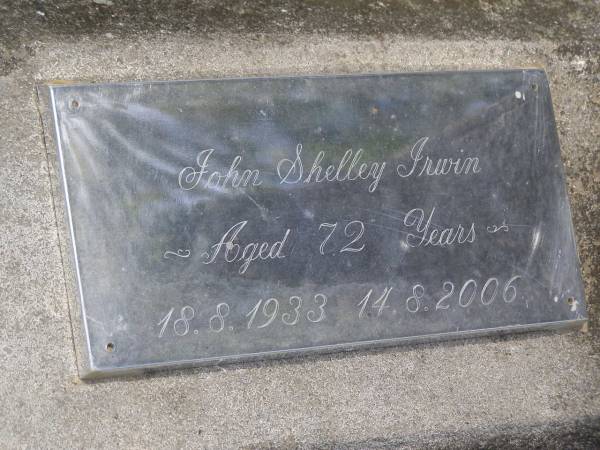 John Shelley Irwin
~ Aged 72 Years ~
18.8.1933 14.8.2006